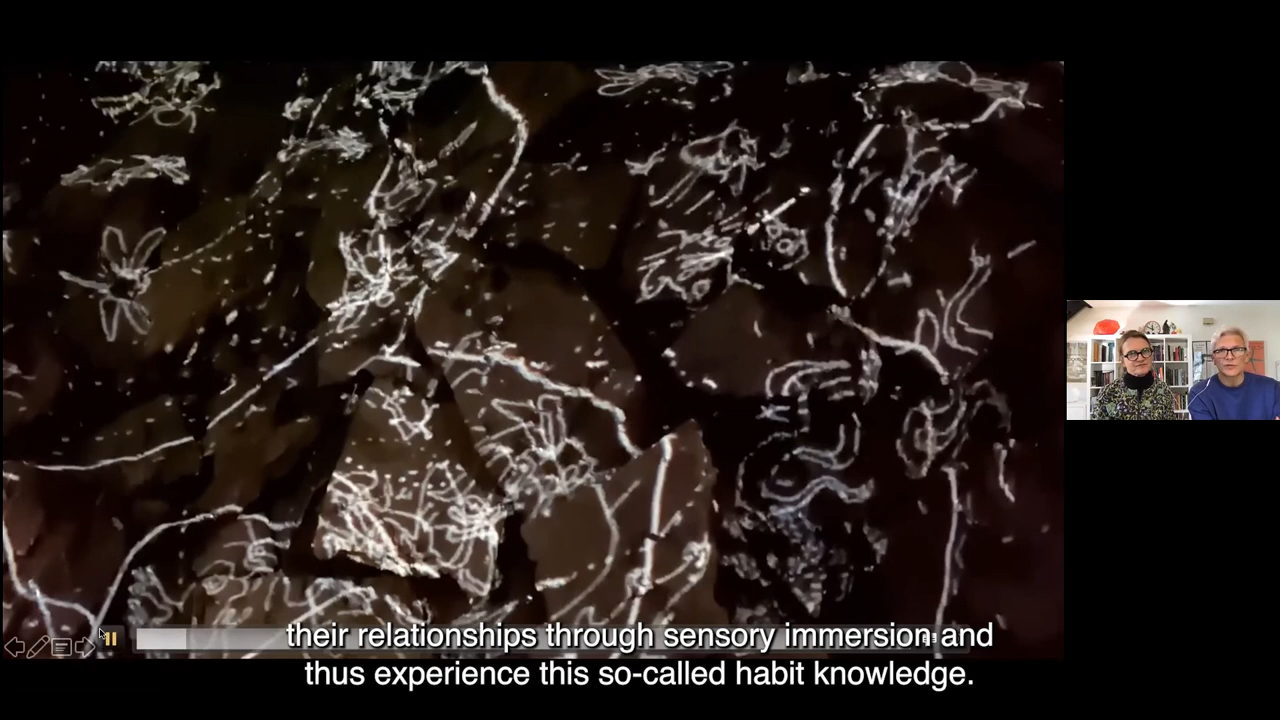 their relationships through sensory immersion and
thus experience this so-called habit knowledge.